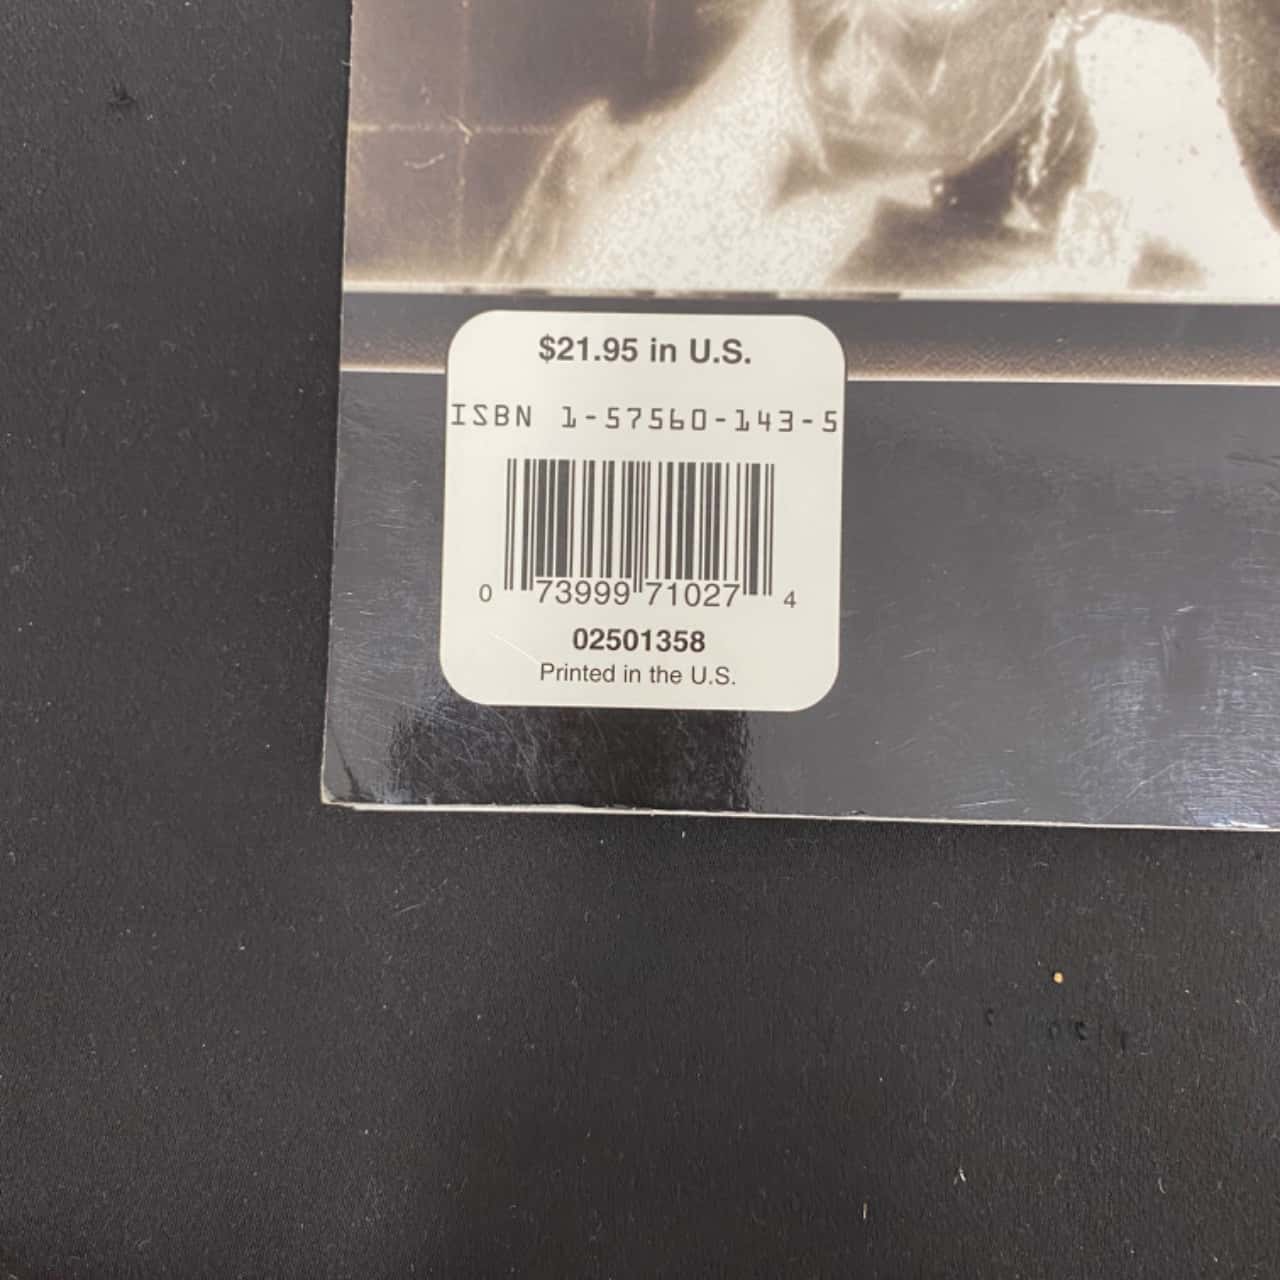 $21.95 in U.S.
ISBN 1-57560-143-5
0 73999 71027 4
02501358
Printed in the U.S.